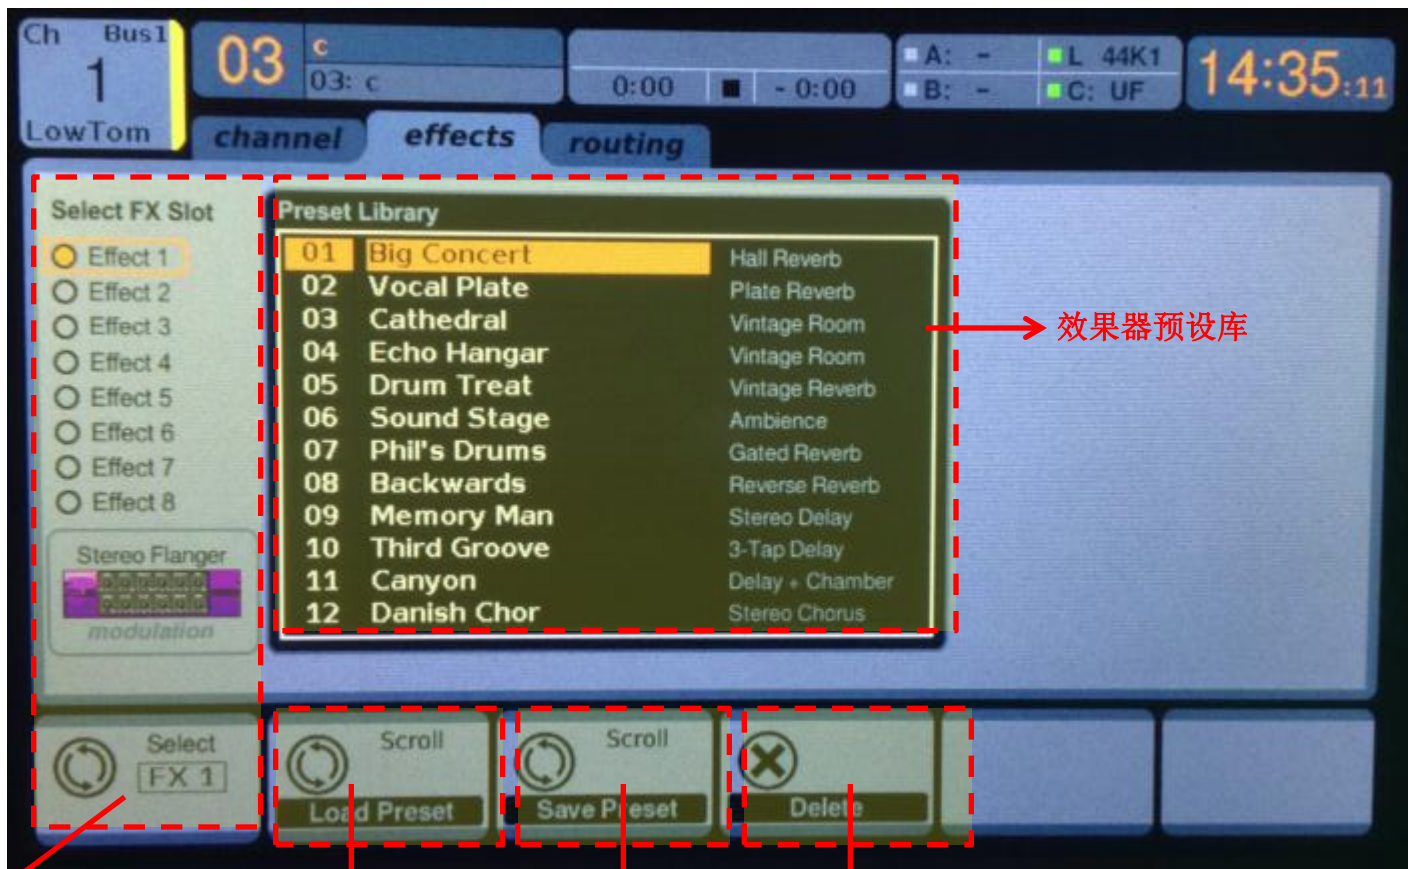 Ch Bus1
1
LowTom
03
c
03: c
0:00 - 0:00
A: -
B: -
L 44K1
C: UF
14:35:11
channel effects routing
Select FX Slot
Effect 1
Effect 2
Effect 3
Effect 4
Effect 5
Effect 6
Effect 7
Effect 8
Stereo Flanger
modulation
Preset Library
01 Big Concert Hall Reverb
02 Vocal Plate Plate Reverb
03 Cathedral Vintage Room
04 Echo Hangar Vintage Room
05 Drum Treat Vintage Reverb
06 Sound Stage Ambience
07 Phil's Drums Gated Reverb
08 Backwards Reverse Reverb
09 Memory Man Stereo Delay
10 Third Groove 3-Tap Delay
11 Canyon Delay + Chamber
12 Danish Chor Stereo Chorus
效果器预设库
Select
FX 1
Scroll
Load Preset
Scroll
Save Preset
Delete